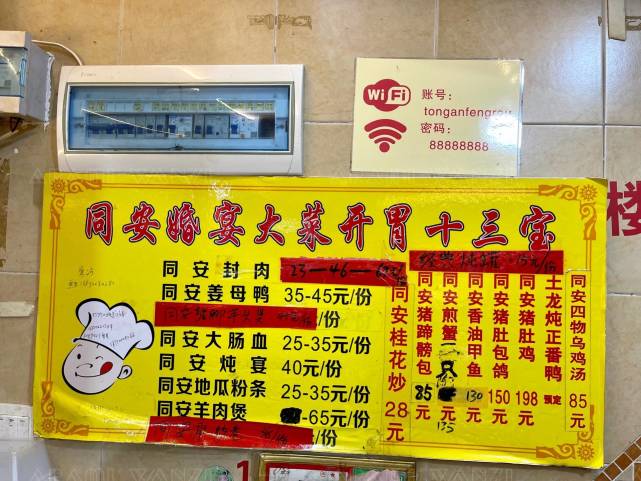 WiFi
账号:
tonganfengrou
密码:
88888888
同安婚宴大菜开胃十三宝
同安封肉 23—46—
同安姜母鸭 35-45元/份
同安大肠血 25-35元/份
同安炖宴 40元/份
同安地瓜粉条 25-35元/份
同安羊肉煲 -65元/份
同安桂花炒 28元
同安猪蹄髈包 85元
同安煎蟹 135
同安香油甲鱼 130元
同安猪肚包鸽 150元
同安猪肚鸡 198元
土龙炖正番鸭 预定
同安四物乌鸡汤 85元
楼